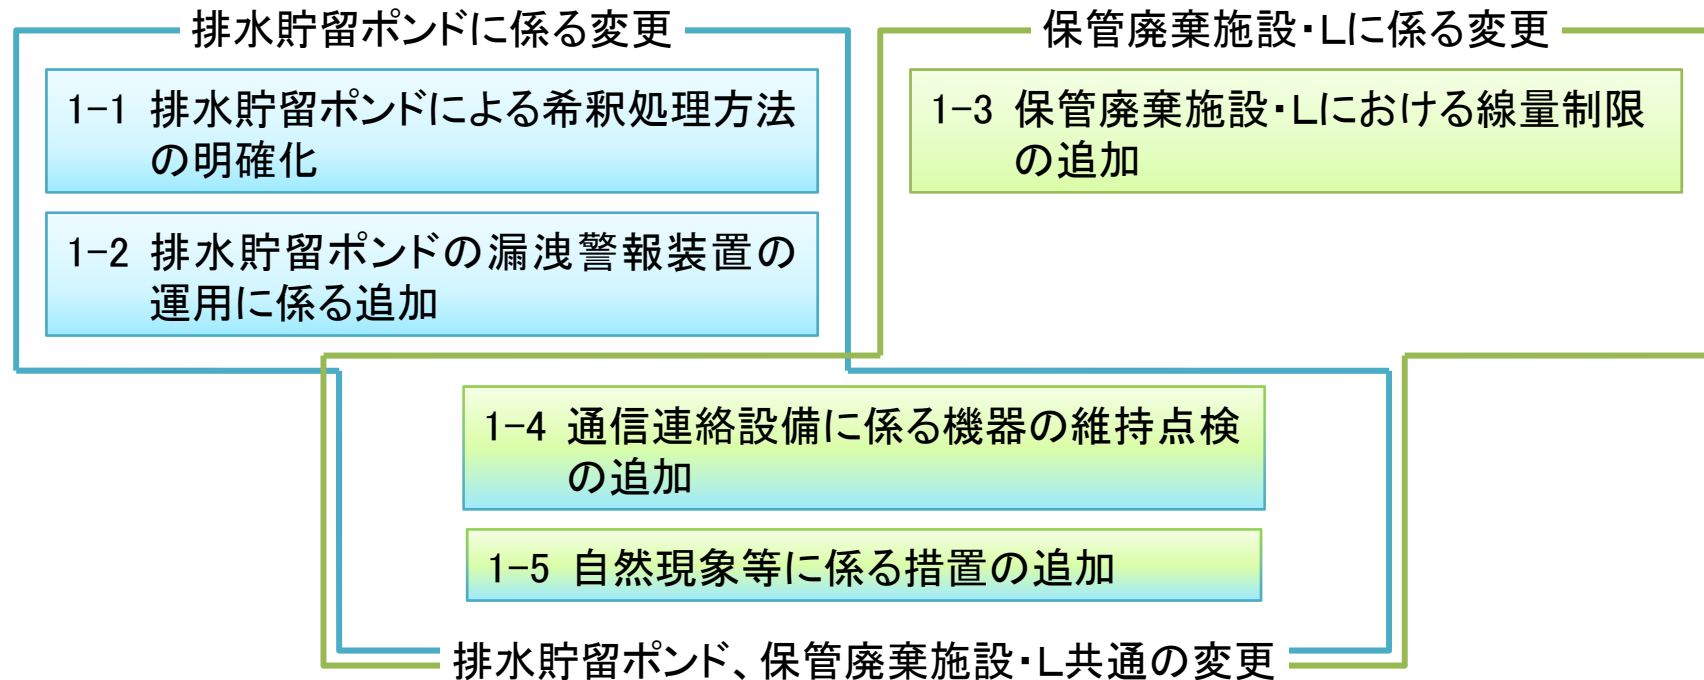 排水貯留ポンドに係る変更
1-1 排水貯留ポンドによる希釈処理方法
の明確化
1-2 排水貯留ポンドの漏洩警報装置の
運用に係る追加
保管廃棄施設・Lに係る変更
1-3 保管廃棄施設・Lにおける線量制限
の追加
1-4 通信連絡設備に係る機器の維持点検
の追加
1-5 自然現象等に係る措置の追加
排水貯留ポンド、保管廃棄施設・L共通の変更